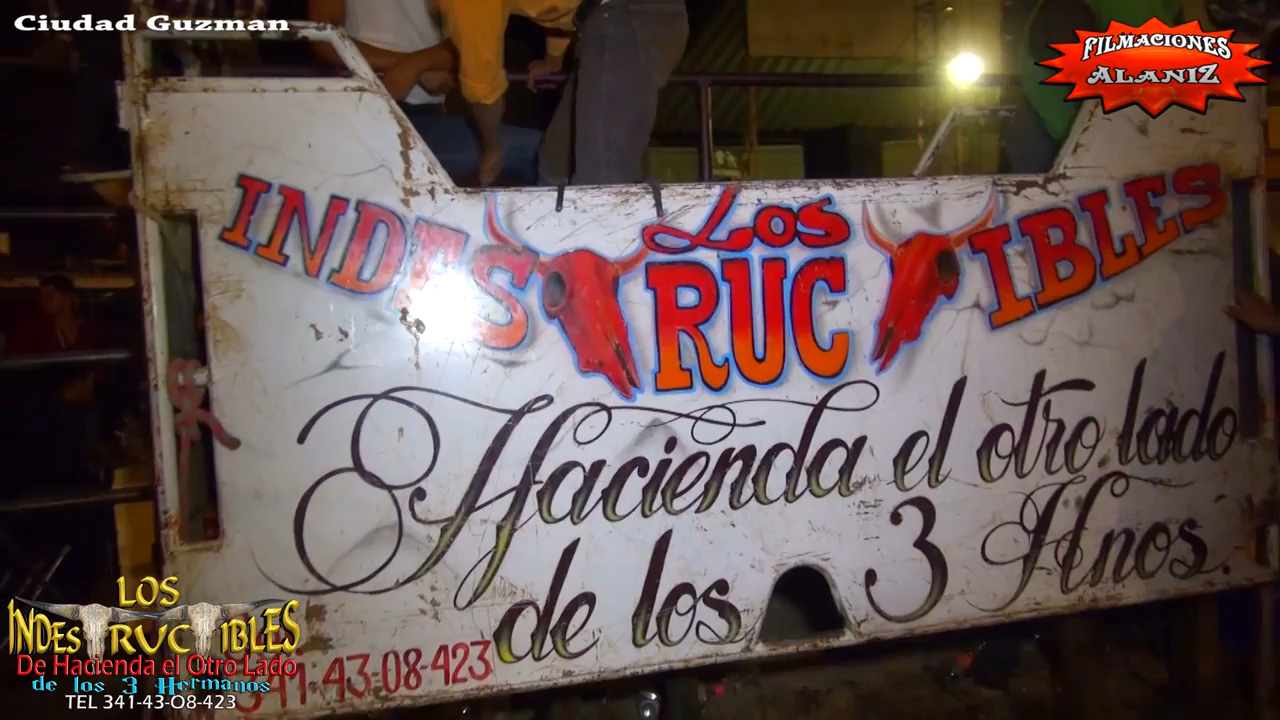 Ciudad Guzman
FILMACIONES
ALANIZ
Los
INDES RUC IBLES
Hacienda el otro lado
de los 3 Hnos.
341-43-08-423
LOS
INDES RUC IBLES
De Hacienda el Otro Lado
de los 3 Hermanos
TEL 341-43-08-423